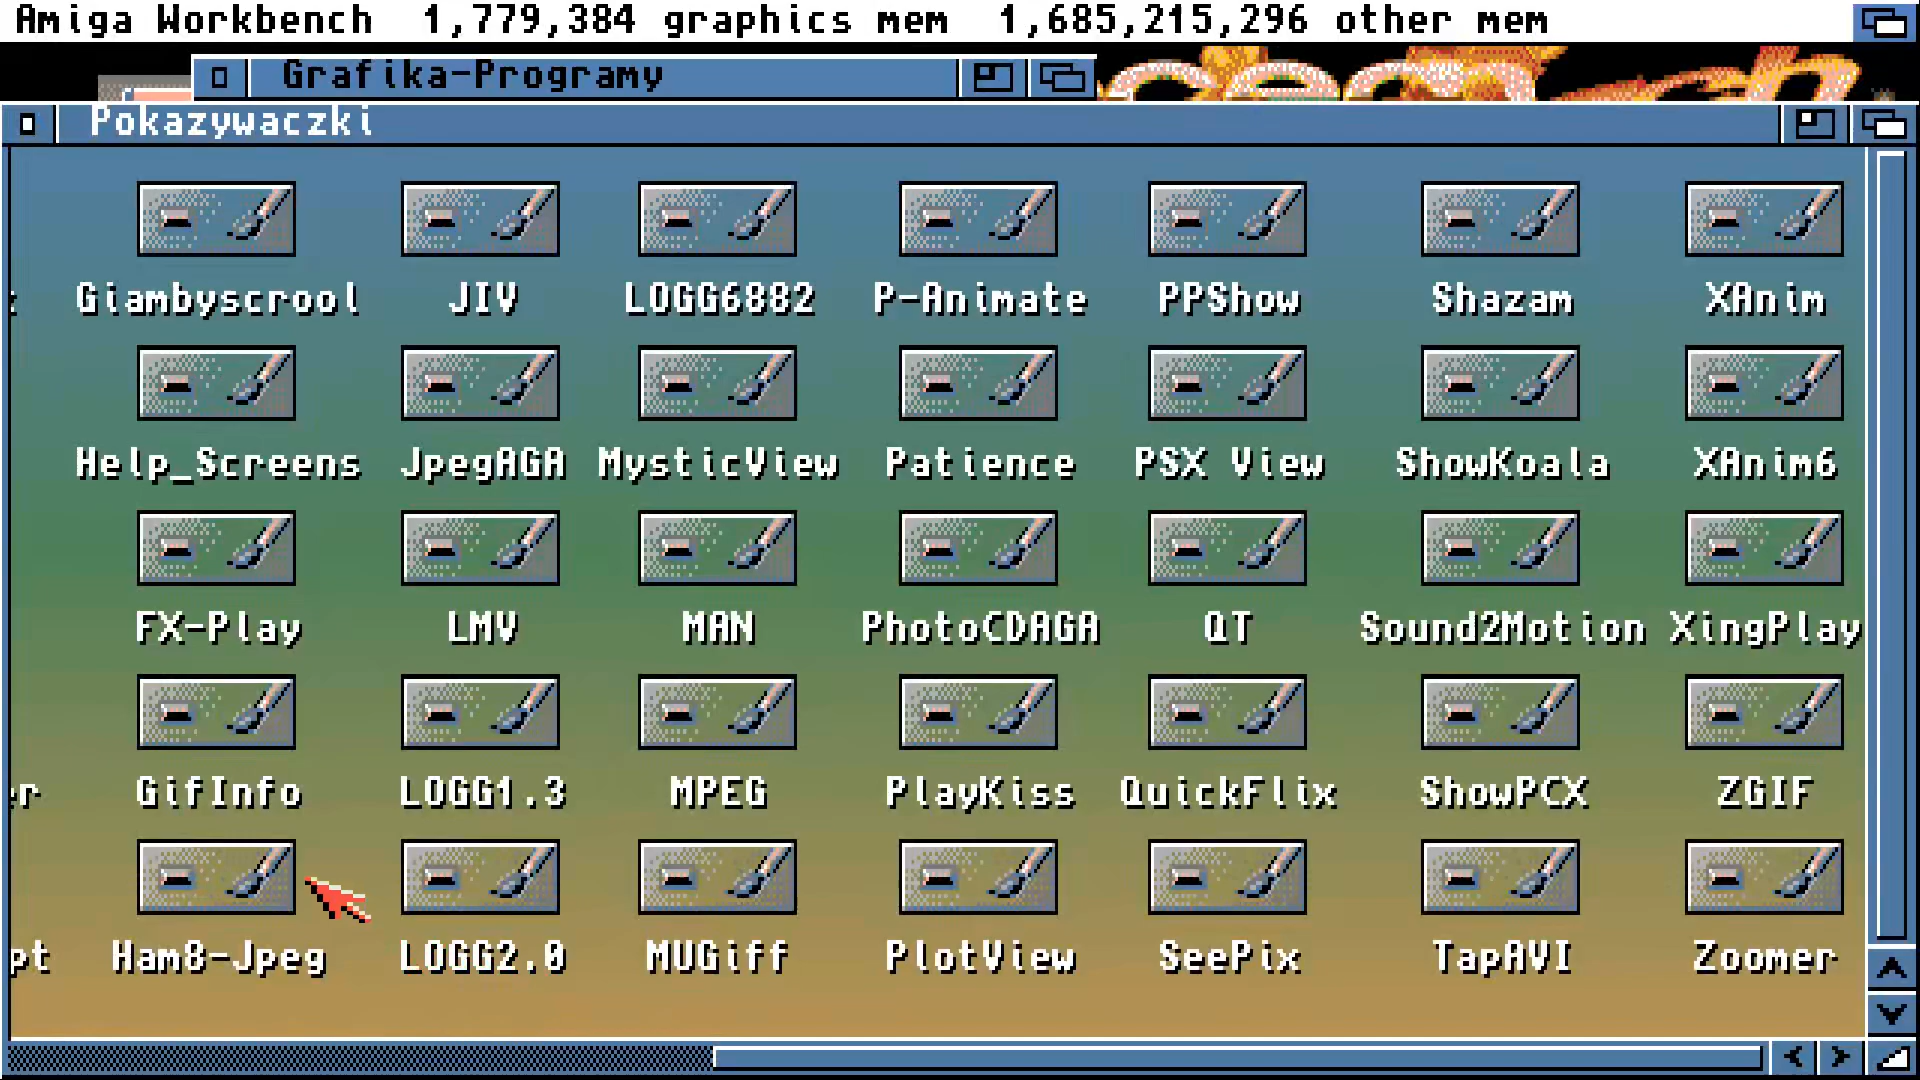 Amiga Workbench 1,779,384 graphics mem 1,685,215,296 other mem
Grafika-Programy
Pokazywaczki
Giambyscrool JIV LOGG6882 P-Animate PPShow Shazam XAnim
Help_Screens JpegAGA MysticView Patience PSX View ShowKoala XAnim6
FX-Play LMV MAN PhotoCDAGA QT Sound2Motion XingPlay
er GifInfo LOGG1.3 MPEG PlayKiss QuickFlix ShowPCX ZGIF
pt Ham8-Jpeg LOGG2.0 MUGiff PlotView SeePix TapAVI Zoomer